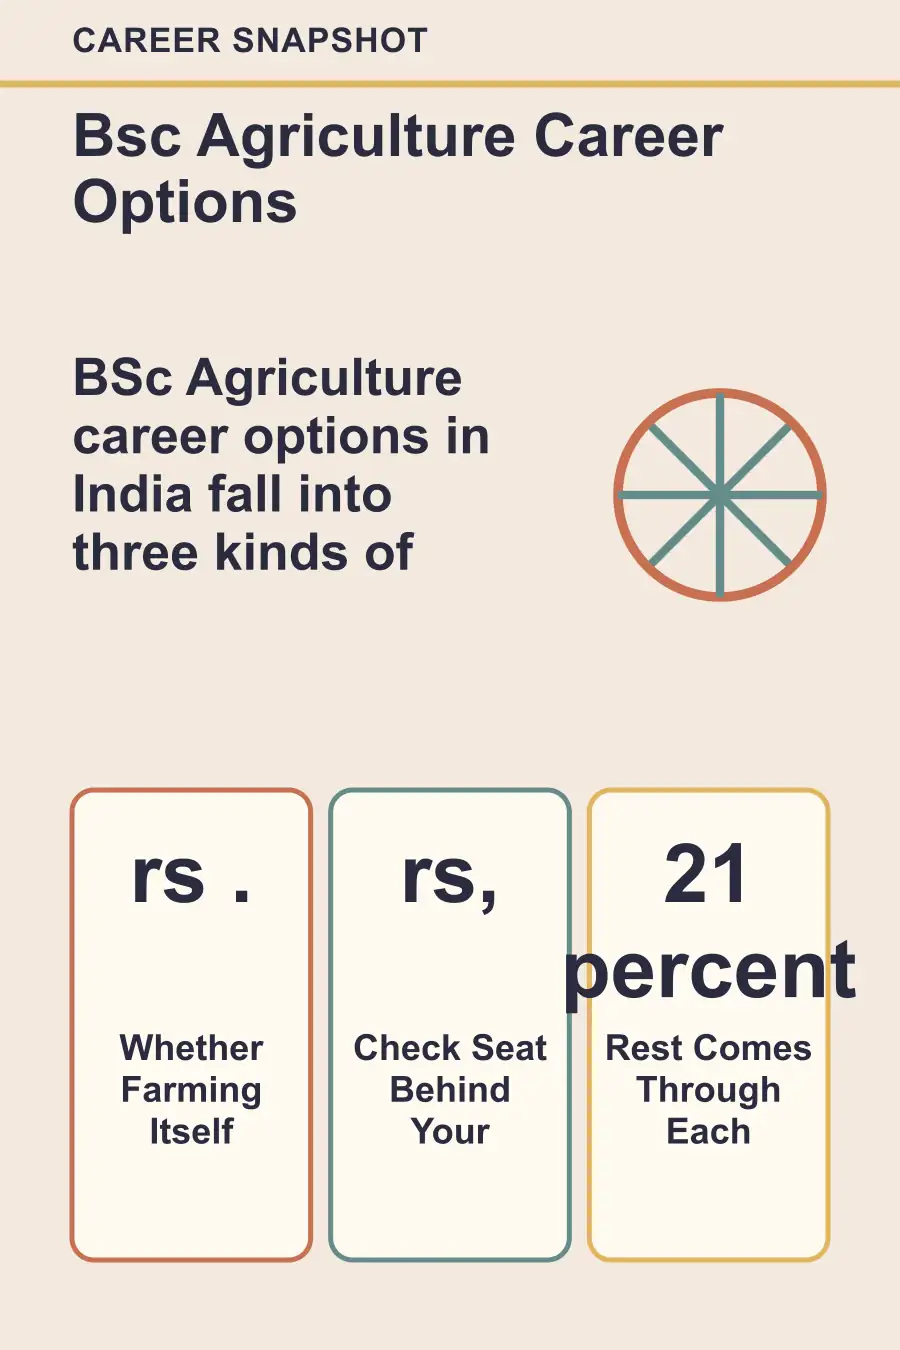 CAREER SNAPSHOT
Bsc Agriculture Career
Options
BSc Agriculture
career options in
India fall into
three kinds of
rs .
Whether
Farming
Itself
rs,
Check Seat
Behind
Your
21
percent
Rest Comes
Through
Each